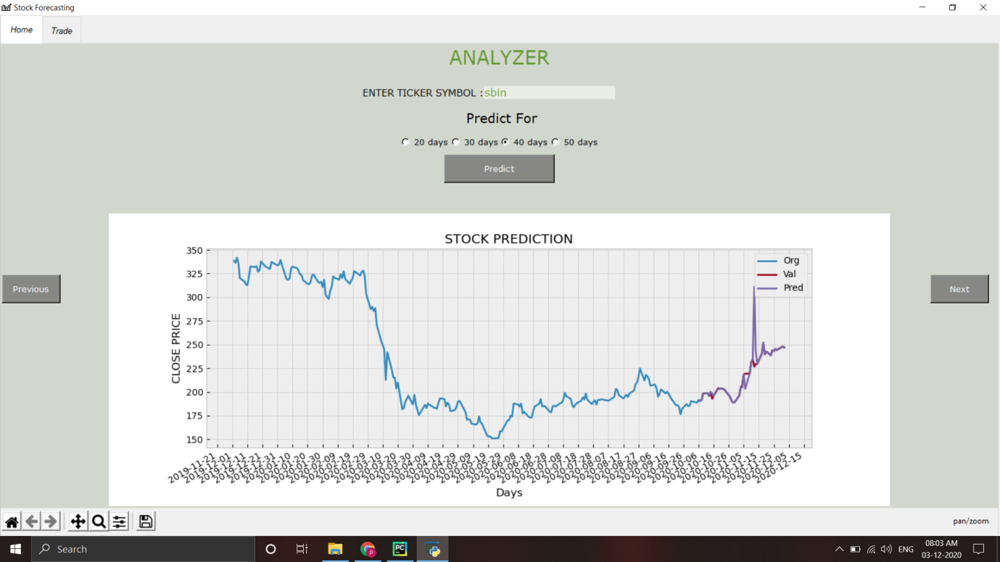 Stock Forecasting
Home Trade
ANALYZER
ENTER TICKER SYMBOL : sbin
Predict For
20 days 30 days 40 days 50 days
Predict
Previous
Next
STOCK PREDICTION
Org
Val
Pred
CLOSE PRICE
350
325
300
275
250
225
200
175
150
2019-11-21 2019-12-01 2019-12-11 2019-12-21 2019-12-31 2020-01-10 2020-01-20 2020-01-30 2020-02-09 2020-02-19 2020-02-29 2020-03-10 2020-03-20 2020-03-30 2020-04-09 2020-04-19 2020-04-29 2020-05-09 2020-05-19 2020-05-29 2020-06-08 2020-06-18 2020-06-28 2020-07-08 2020-07-18 2020-07-28 2020-08-07 2020-08-17 2020-08-27 2020-09-06 2020-09-16 2020-09-26 2020-10-06 2020-10-16 2020-10-26 2020-11-05 2020-11-15 2020-11-25 2020-12-05 2020-12-15
Days
pan/zoom
Search
PC
p
ENG
08:03 AM
03-12-2020